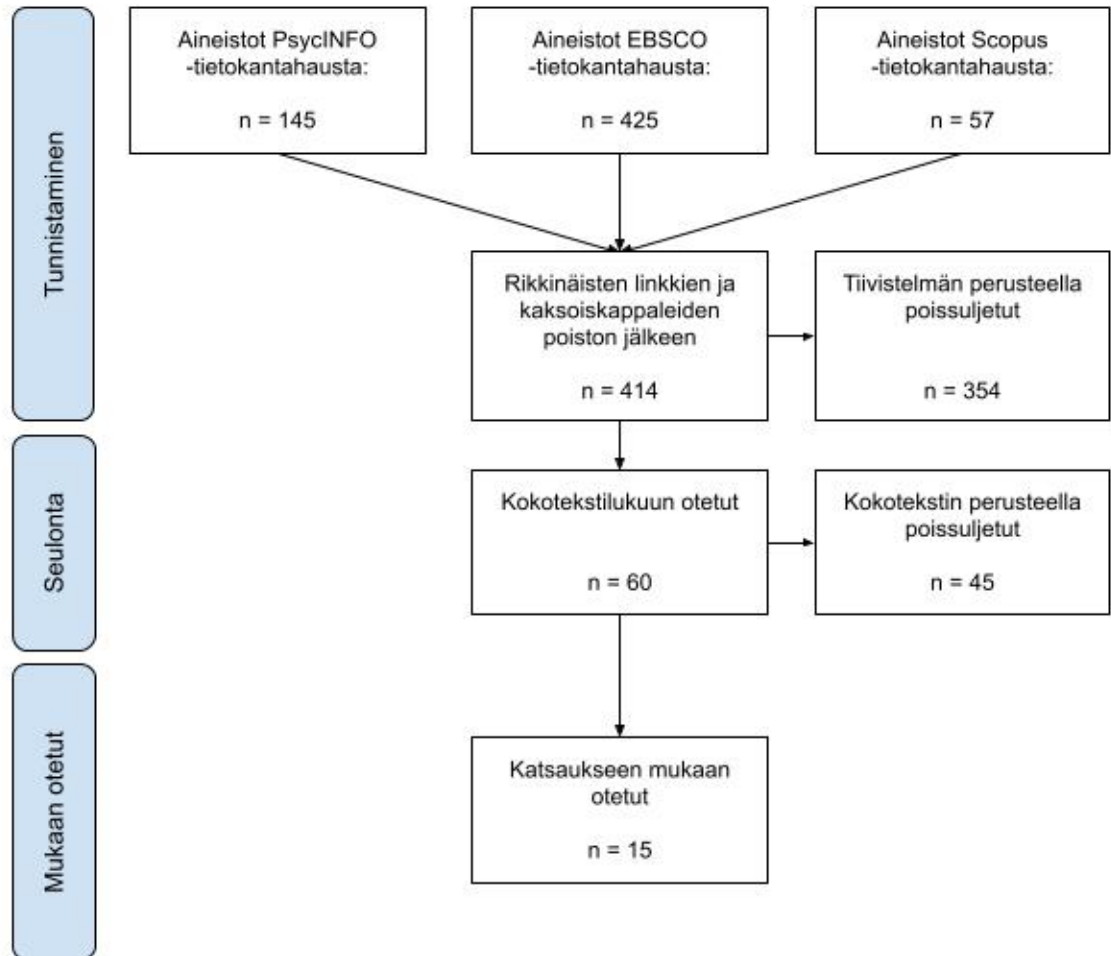 Tunnistaminen
Aineistot PsycINFO
-tietokantahausta:
n = 145
Aineistot EBSCO
-tietokantahausta:
n = 425
Aineistot Scopus
-tietokantahausta:
n = 57
Rikkinäisten linkkien ja
kaksoiskappaleiden
poiston jälkeen
n = 414
Tiivistelmän perusteella
poissuljetut
n = 354
Seulonta
Kokotekstilukuun otetut
n = 60
Kokotekstin perusteella
poissuljetut
n = 45
Mukaan otetut
Katsaukseen mukaan
otetut
n = 15